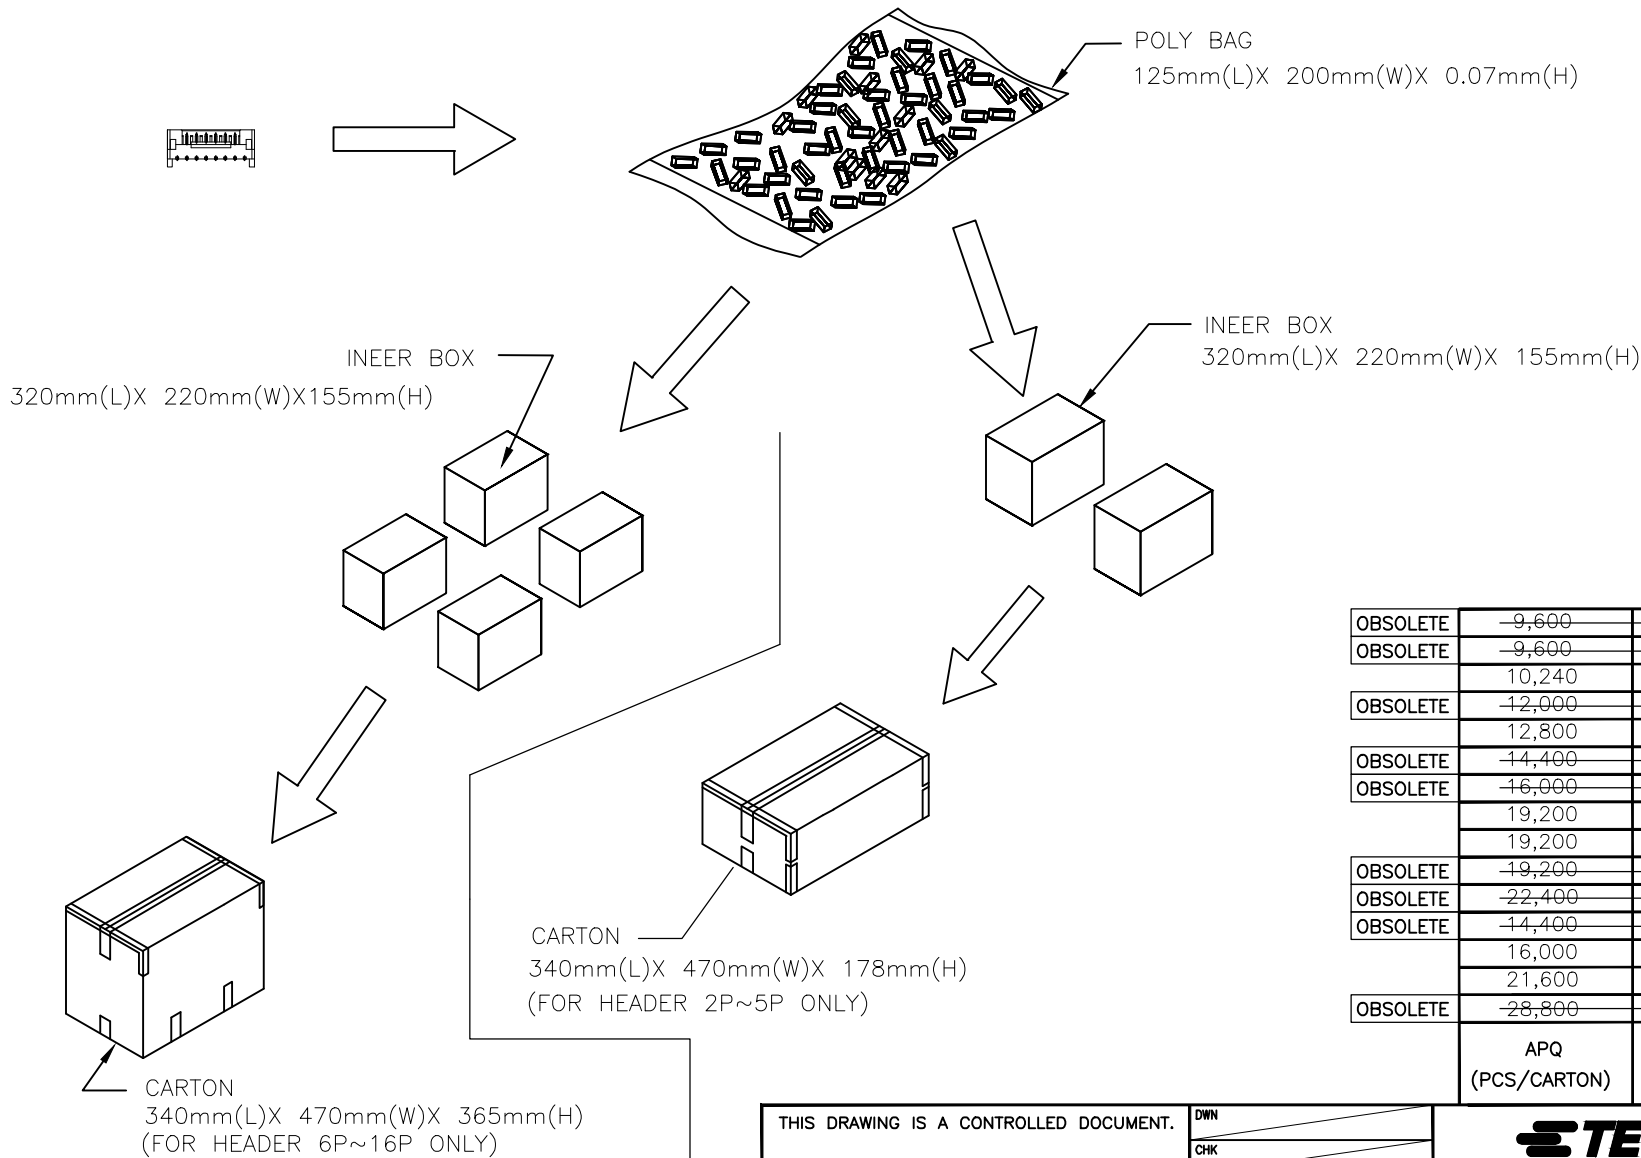 POLY BAG
125mm(L)X 200mm(W)X 0.07mm(H)
INEER BOX
320mm(L)X 220mm(W)X 155mm(H)
INEER BOX
320mm(L)X 220mm(W)X155mm(H)
OBSOLETE 9,600
OBSOLETE 9,600
10,240
OBSOLETE 12,000
12,800
OBSOLETE 14,400
OBSOLETE 16,000
19,200
19,200
OBSOLETE 19,200
OBSOLETE 22,400
OBSOLETE 14,400
16,000
21,600
OBSOLETE 28,800
APQ
(PCS/CARTON)
CARTON
340mm(L)X 470mm(W)X 178mm(H)
(FOR HEADER 2P~5P ONLY)
CARTON
340mm(L)X 470mm(W)X 365mm(H)
(FOR HEADER 6P~16P ONLY)
THIS DRAWING IS A CONTROLLED DOCUMENT.
DWN
CHK
TE